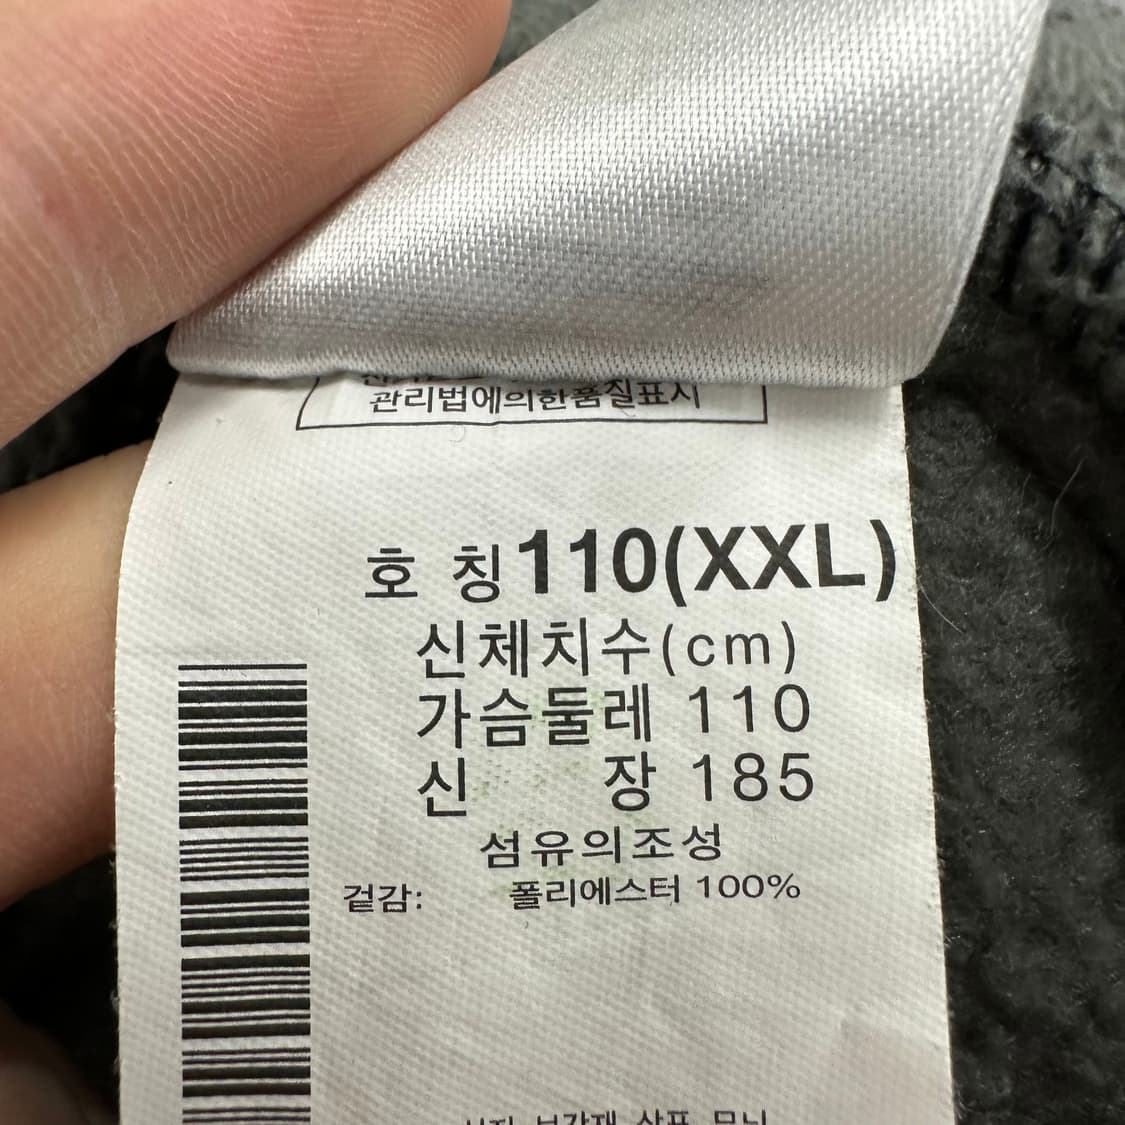 관리법에의한품질표시
호 칭 110(XXL)
신체치수(cm)
가슴둘레 110
신 장 185
섬유의조성
겉감: 폴리에스터 100%